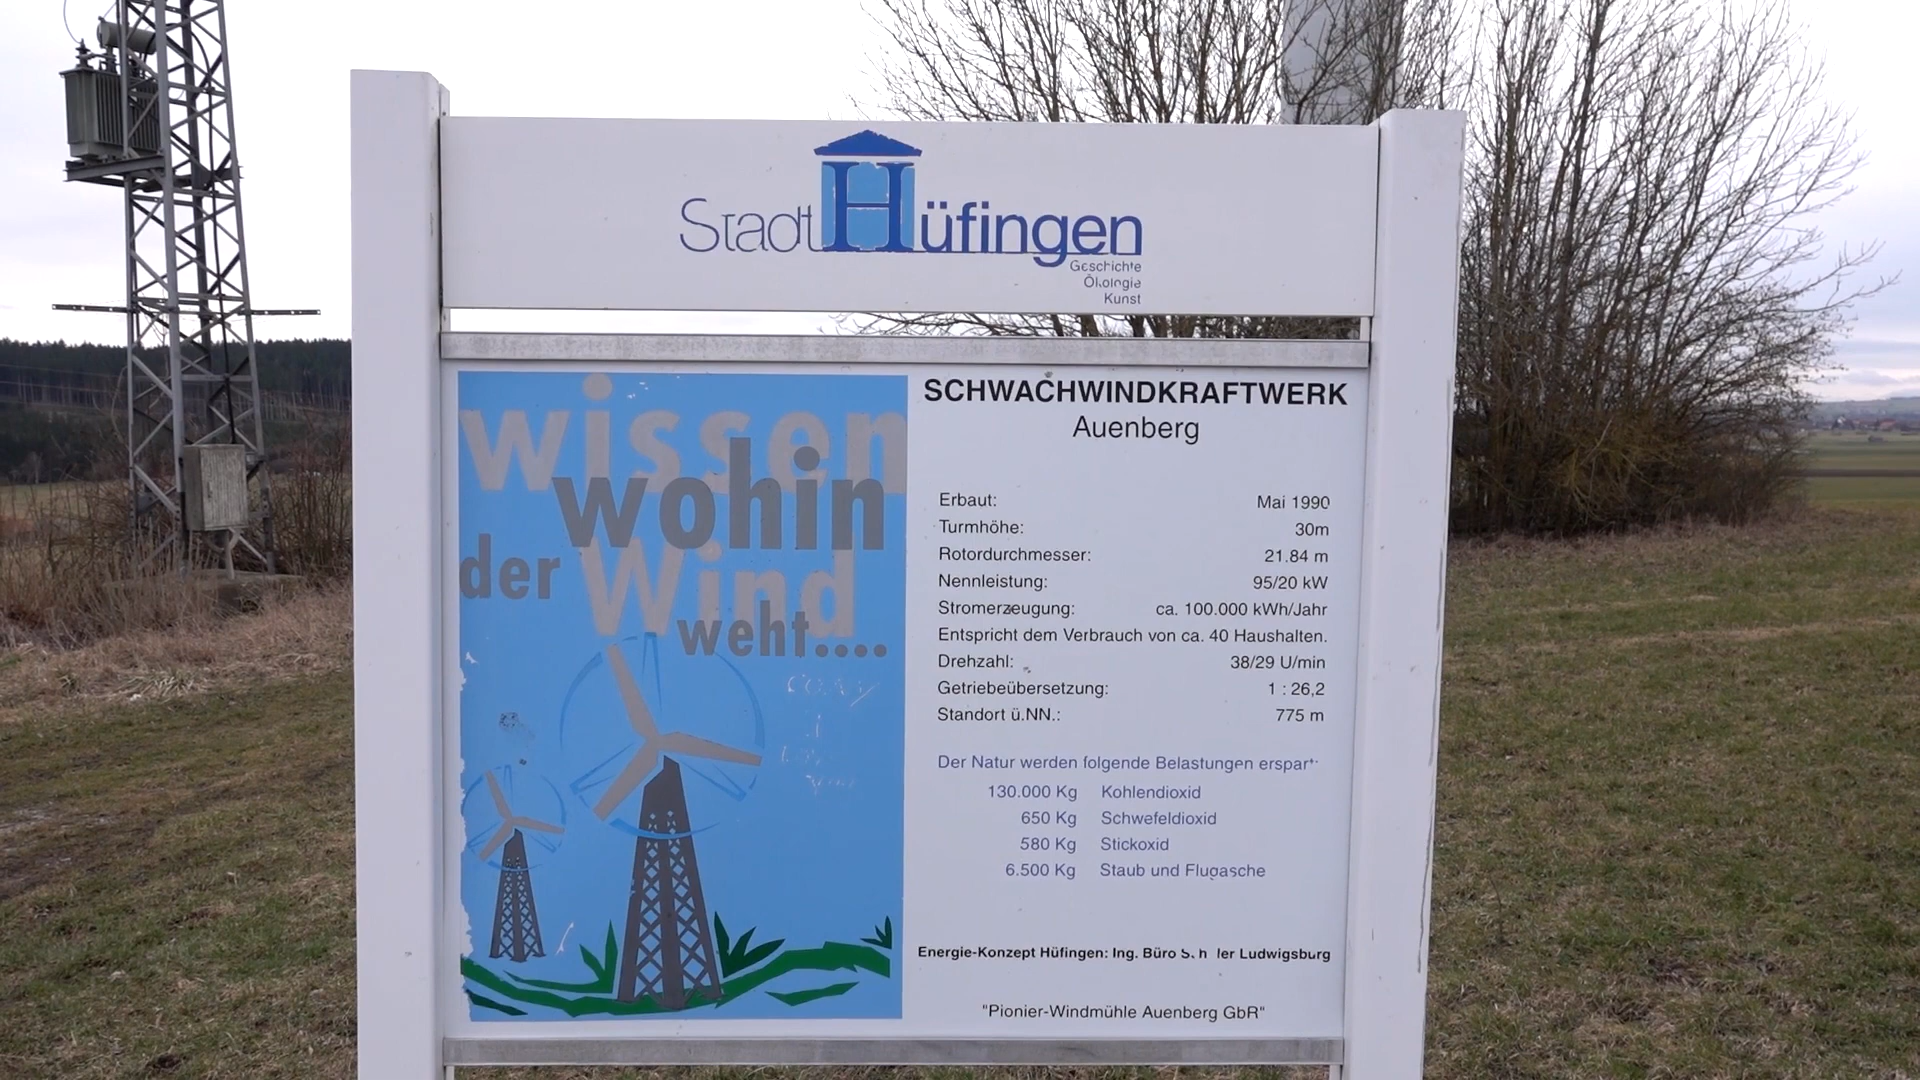 Stadt Hüfingen
Geschichte
Ökologie
Kunst
wissen
wohin
der Wind
weht....
SCHWACHWINDKRAFTWERK
Auenberg
Erbaut: Mai 1990
Turmhöhe: 30m
Rotordurchmesser: 21.84 m
Nennleistung: 95/20 kW
Stromerzeugung: ca. 100.000 kWh/Jahr
Entspricht dem Verbrauch von ca. 40 Haushalten.
Drehzahl: 38/29 U/min
Getriebeübersetzung: 1 : 26,2
Standort ü.NN.: 775 m
Der Natur werden folgende Belastungen erspart:
130.000 Kg Kohlendioxid
650 Kg Schwefeldioxid
580 Kg Stickoxid
6.500 Kg Staub und Flugasche
Energie-Konzept Hüfingen: Ing. Büro Ludwigsburg
"Pionier-Windmühle Auenberg GbR"